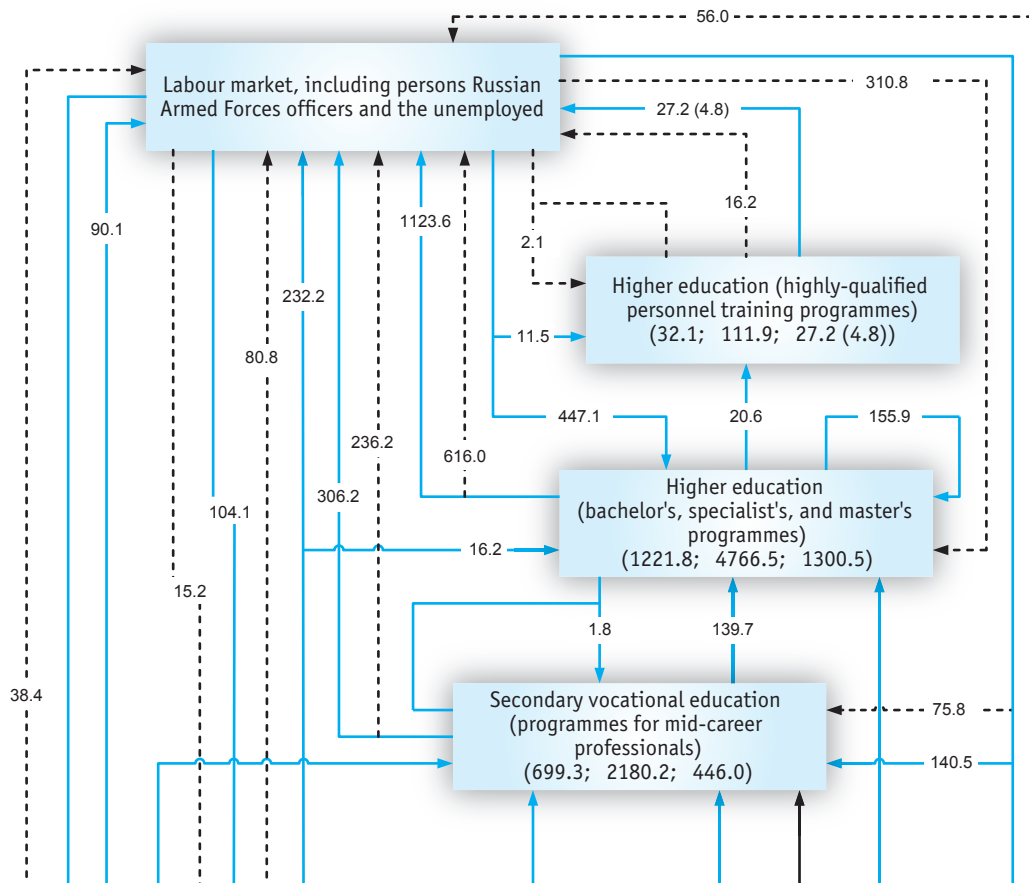 56.0
Labour market, including persons Russian
Armed Forces officers and the unemployed
310.8
27.2 (4.8)
90.1
1123.6
16.2
2.1
232.2
Higher education (highly-qualified
personnel training programmes)
(32.1; 111.9; 27.2 (4.8))
11.5
80.8
447.1
20.6
155.9
236.2
616.0
306.2
104.1
Higher education
(bachelor's, specialist's, and master's
programmes)
(1221.8; 4766.5; 1300.5)
16.2
15.2
1.8
139.7
38.4
Secondary vocational education
(programmes for mid-career
professionals)
(699.3; 2180.2; 446.0)
75.8
140.5